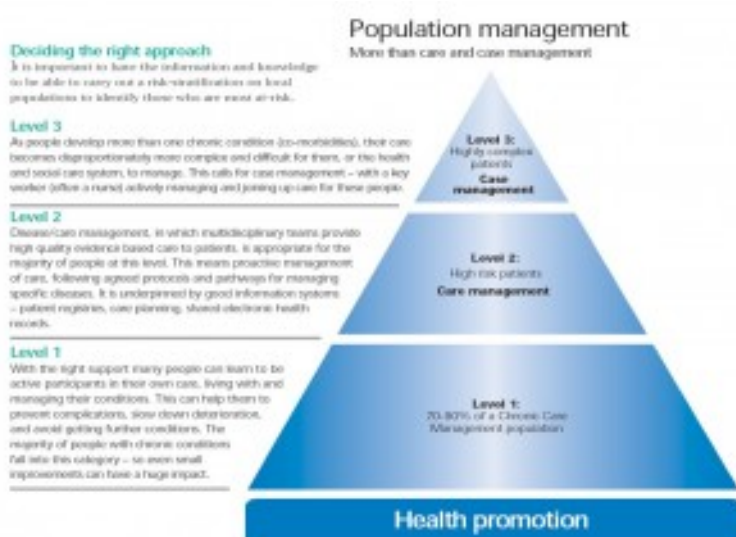 Population management
More than care and case management
Deciding the right approach
It is important to have the information and knowledge
to be able to carry out a risk-stratification on local
populations to identify those who are most at-risk.
Level 3
As people develop more than one chronic condition (co-morbidities), their care
becomes disproportionately more complex and difficult for them, or the health
and social care system, to manage. This calls for case management – with a key
worker (often a nurse) actively managing and joining up care for these people.
Level 2
Disease/care management, in which multidisciplinary teams provide
high quality evidence based care to patients, is appropriate for the
majority of people at this level. This means proactive management
of care, following agreed protocols and pathways for managing
specific diseases. It is underpinned by good information systems
– patient registries, care planning, shared electronic health
records.
Level 1
With the right support many people can learn to be
active participants in their own care, living with and
managing their conditions. This can help them to
prevent complications, slow down deterioration,
and avoid getting further conditions. The
majority of people with chronic conditions
fall into this category – so even small
improvements can have a huge impact.
Level 3:
Highly complex
patients
Case
management
Level 2:
High risk patients
Care management
Level 1:
70-80% of a Chronic Care
Management population
Health promotion